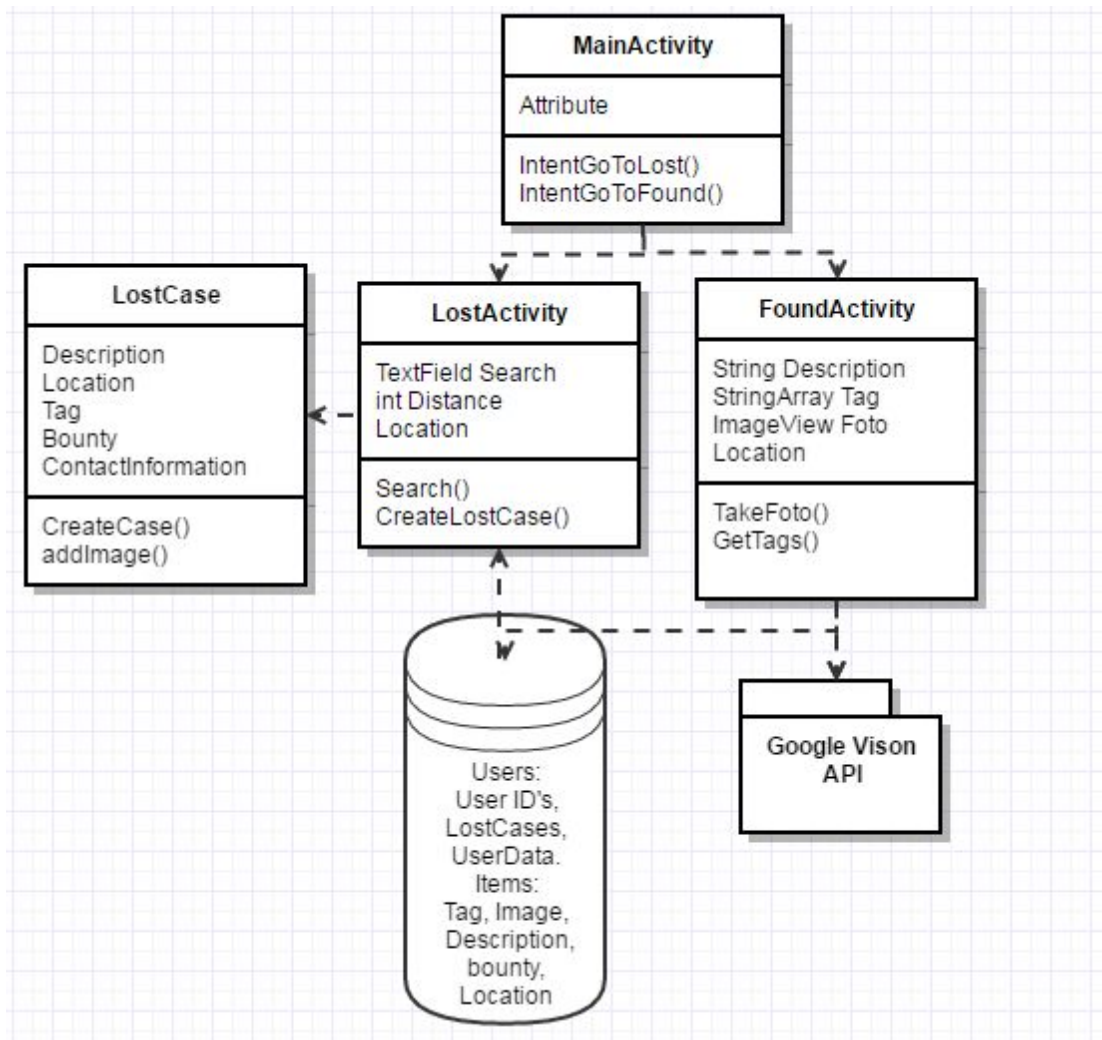 MainActivity
Attribute
IntentGoToLost()
IntentGoToFound()
LostCase
Description
Location
Tag
Bounty
ContactInformation
CreateCase()
addImage()
LostActivity
TextField Search
int Distance
Location
Search()
CreateLostCase()
FoundActivity
String Description
StringArray Tag
ImageView Foto
Location
TakeFoto()
GetTags()
Users:
User ID's,
LostCases,
UserData.
Items:
Tag, Image,
Description,
bounty,
Location
Google Vison
API